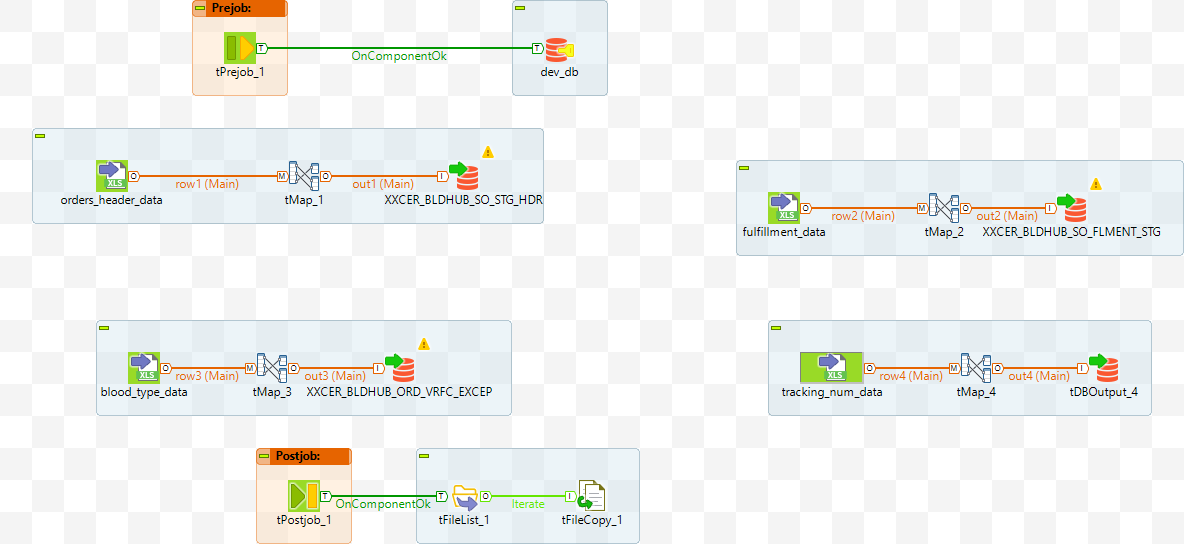 Prejob:
T
T
OnComponentOk
tPrejob_1
dev_db
XLS
O
row1 (Main)
M
O
out1 (Main)
I
orders_header_data
tMap_1
XXCER_BLDHUB_SO_STG_HDR
XLS
O
row2 (Main)
M
O
out2 (Main)
I
fulfillment_data
tMap_2
XXCER_BLDHUB_SO_FLMENT_STG
XLS
O
row3 (Main)
M
O
out3 (Main)
I
blood_type_data
tMap_3
XXCER_BLDHUB_ORD_VRFC_EXCEP
XLS
O
row4 (Main)
M
O
out4 (Main)
I
tracking_num_data
tMap_4
tDBOutput_4
Postjob:
T
OnComponentOk
T
O
Iterate
I
tPostjob_1
tFileList_1
tFileCopy_1